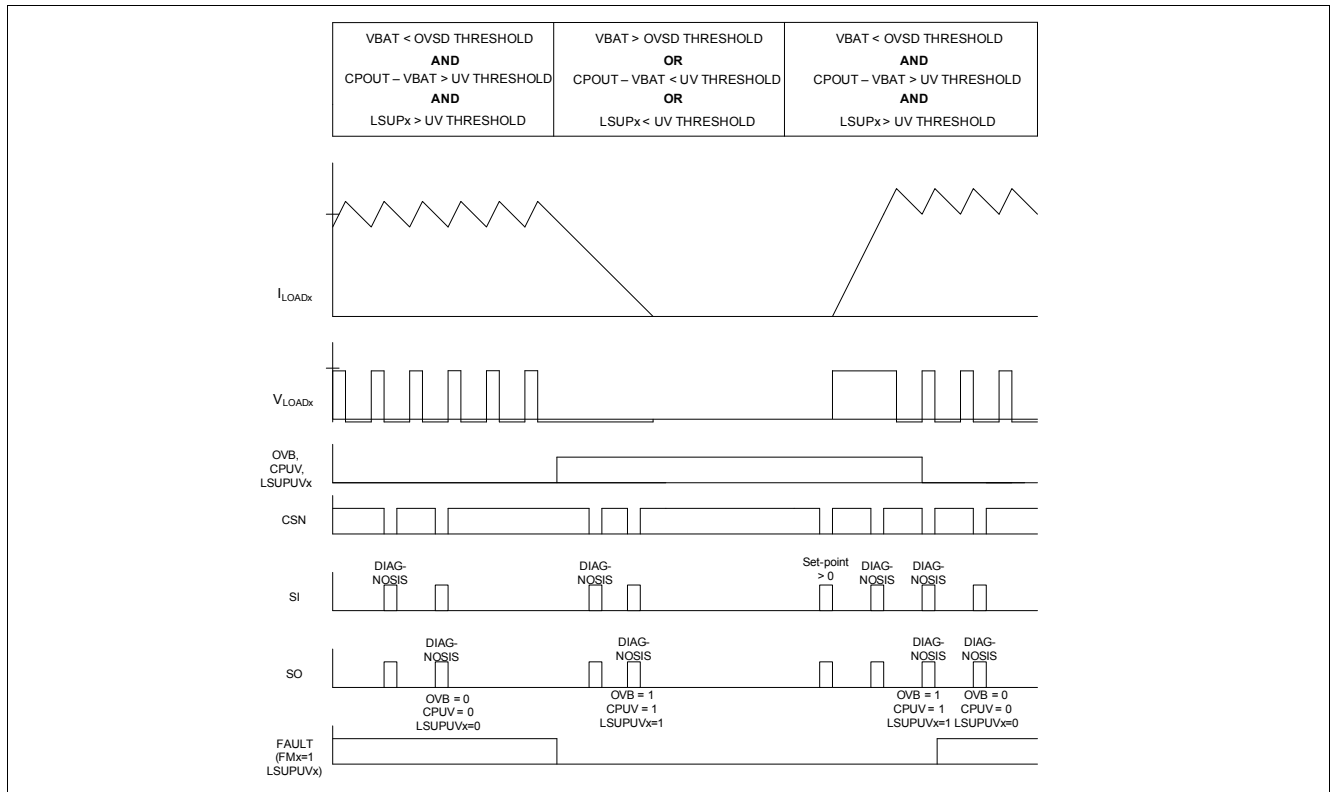 VBAT < OVSD THRESHOLD
AND
CPOUT – VBAT > UV THRESHOLD
AND
LSUPx > UV THRESHOLD
VBAT > OVSD THRESHOLD
OR
CPOUT – VBAT < UV THRESHOLD
OR
LSUPx < UV THRESHOLD
VBAT < OVSD THRESHOLD
AND
CPOUT – VBAT > UV THRESHOLD
AND
LSUPx > UV THRESHOLD
ILOADx
VLOADx
OVB,
CPUV,
LSUPUVx
CSN
SI
DIAG-
NOSIS
DIAG-
NOSIS
Set-point
> 0
DIAG-
NOSIS
DIAG-
NOSIS
SO
DIAG-
NOSIS
DIAG-
NOSIS
DIAG-
NOSIS
DIAG-
NOSIS
OVB = 0
CPUV = 0
LSUPUVx=0
OVB = 1
CPUV = 1
LSUPUVx=1
OVB = 1
CPUV = 1
LSUPUVx=1
OVB = 0
CPUV = 0
LSUPUVx=0
FAULT
(FMx=1
LSUPUVx)